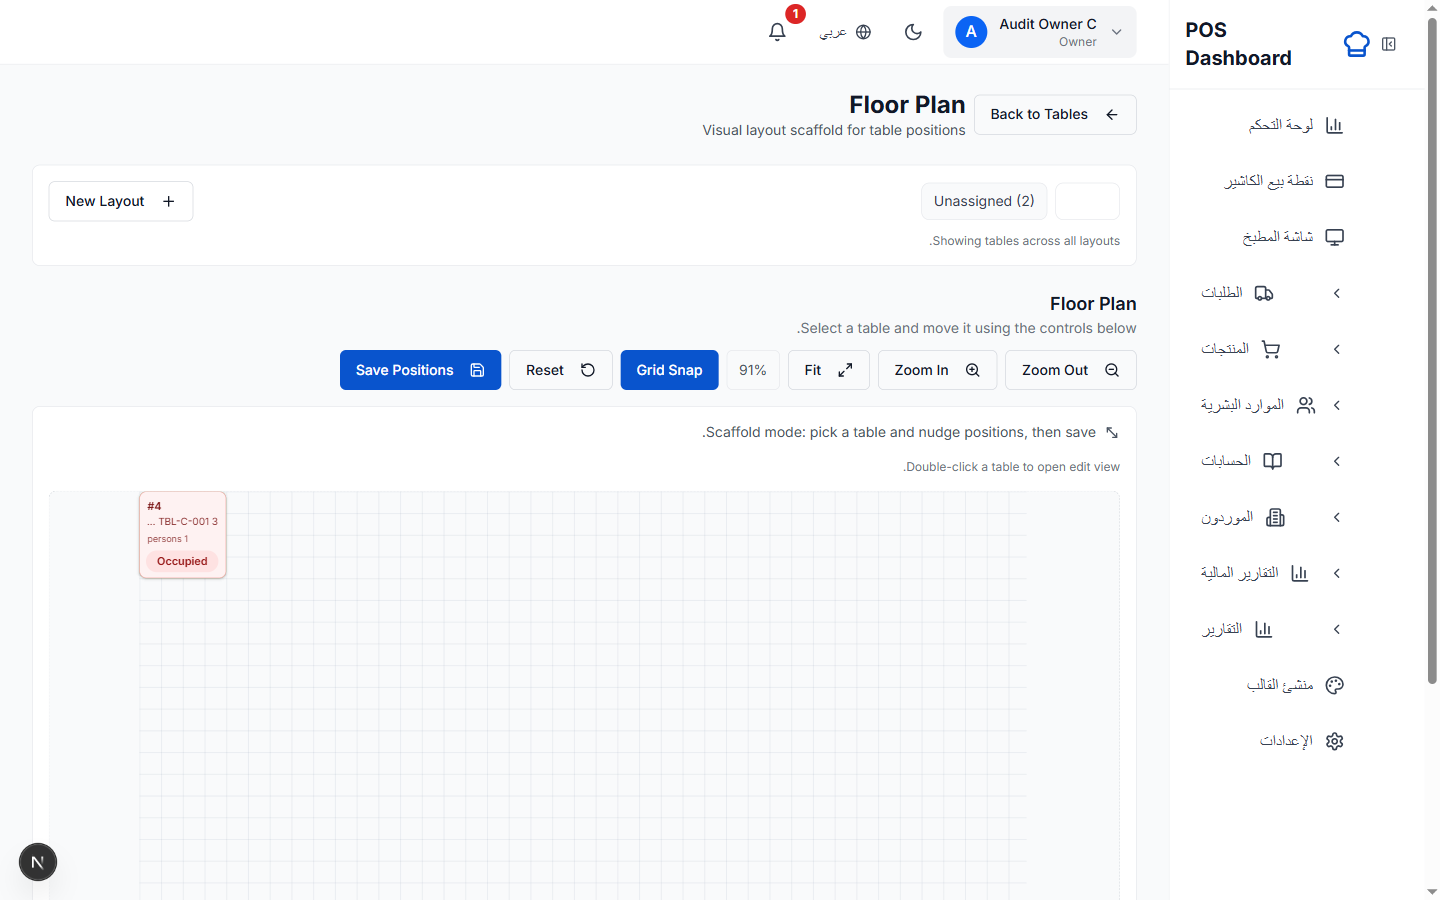 POS Dashboard
Audit Owner C
Owner
A
عربي
1
لوحة التحكم
نقطة بيع الكاشير
شاشة المطبخ
الطلبات
المنتجات
الموارد البشرية
الحسابات
الموردون
التقارير المالية
التقارير
منشئ القالب
الإعدادات
Back to Tables
Floor Plan
Visual layout scaffold for table positions
Unassigned (2)
New Layout
.Showing tables across all layouts
Floor Plan
.Select a table and move it using the controls below
Zoom Out
Zoom In
Fit
91%
Grid Snap
Reset
Save Positions
.Scaffold mode: pick a table and nudge positions, then save
.Double-click a table to open edit view
#4
... TBL-C-001 3
persons 1
Occupied
N